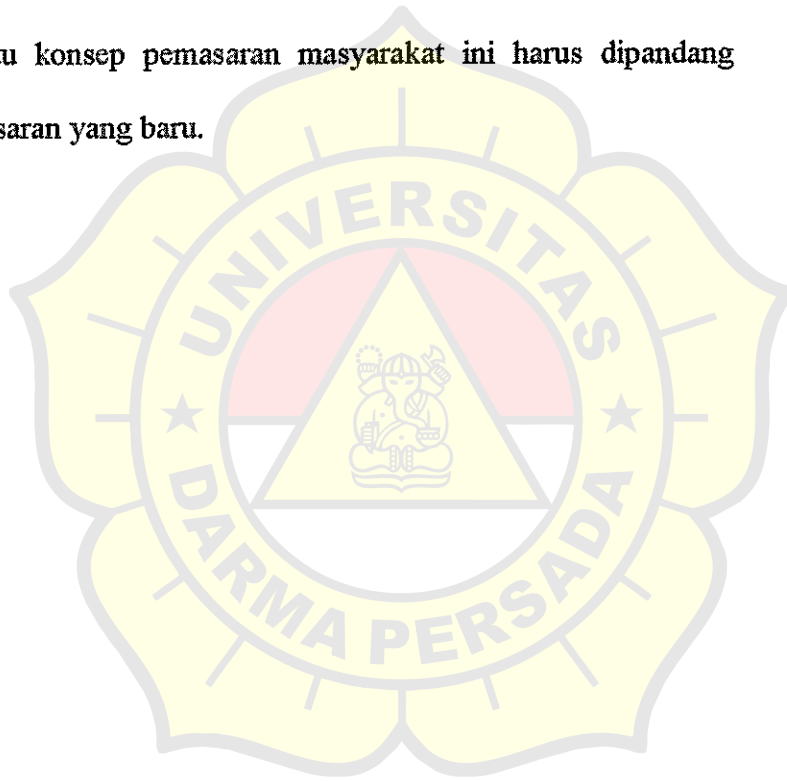 u konsep pemasaran masyarakat ini harus dipandang
saran yang baru.
UNIVERSITAS
DARMA PERSADA